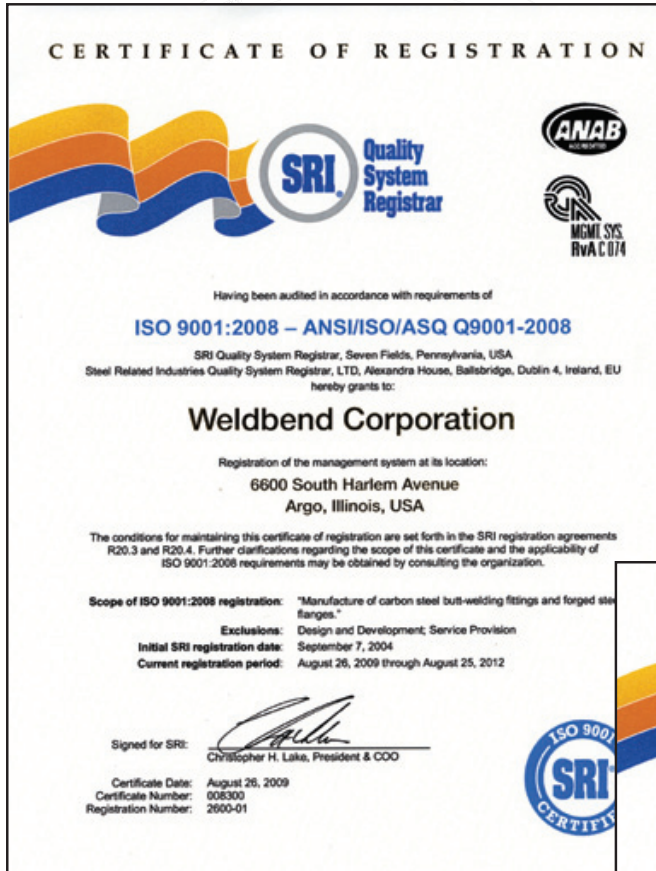 CERTIFICATE OF REGISTRATION
SRI
Quality
System
Registrar
ANAB
ACCREDITED
MGMT. SYS.
RvA C 074
Having been audited in accordance with requirements of
ISO 9001:2008 – ANSI/ISO/ASQ Q9001-2008
SRI Quality System Registrar, Seven Fields, Pennsylvania, USA
Steel Related Industries Quality System Registrar, LTD, Alexandra House, Ballsbridge, Dublin 4, Ireland, EU
hereby grants to:
Weldbend Corporation
Registration of the management system at its location:
6600 South Harlem Avenue
Argo, Illinois, USA
The conditions for maintaining this certificate of registration are set forth in the SRI registration agreements
R20.3 and R20.4. Further clarifications regarding the scope of this certificate and the applicability of
ISO 9001:2008 requirements may be obtained by consulting the organization.
Scope of ISO 9001:2008 registration: "Manufacture of carbon steel butt-welding fittings and forged stee
flanges."
Exclusions: Design and Development; Service Provision
Initial SRI registration date: September 7, 2004
Current registration period: August 26, 2009 through August 25, 2012
Signed for SRI:
Christopher H. Lake, President & COO
Certificate Date: August 26, 2009
Certificate Number: 008300
Registration Number: 2600-01
ISO 9001
SRI
CERTIFIE